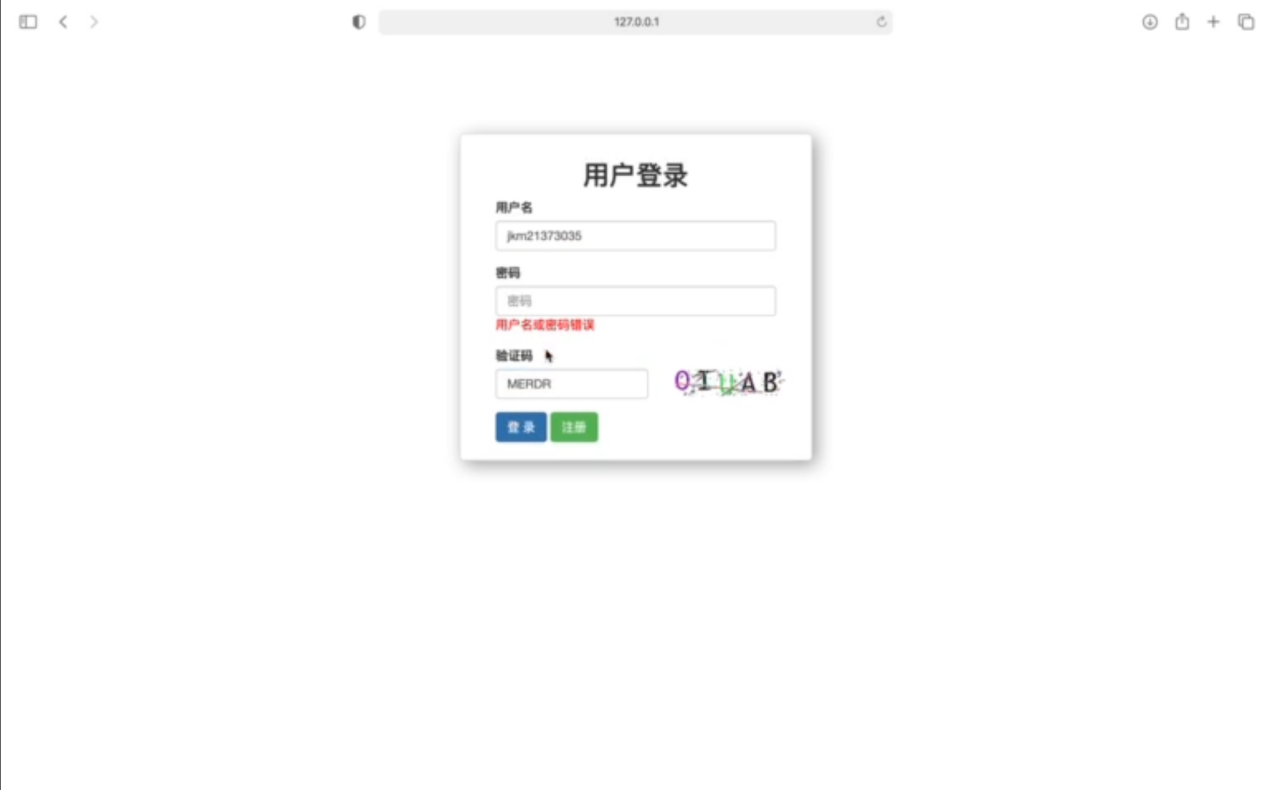 127.0.0.1
用户登录
用户名
jkm21373035
密码
密码
用户名或密码错误
验证码
MERDR
登 录 注册